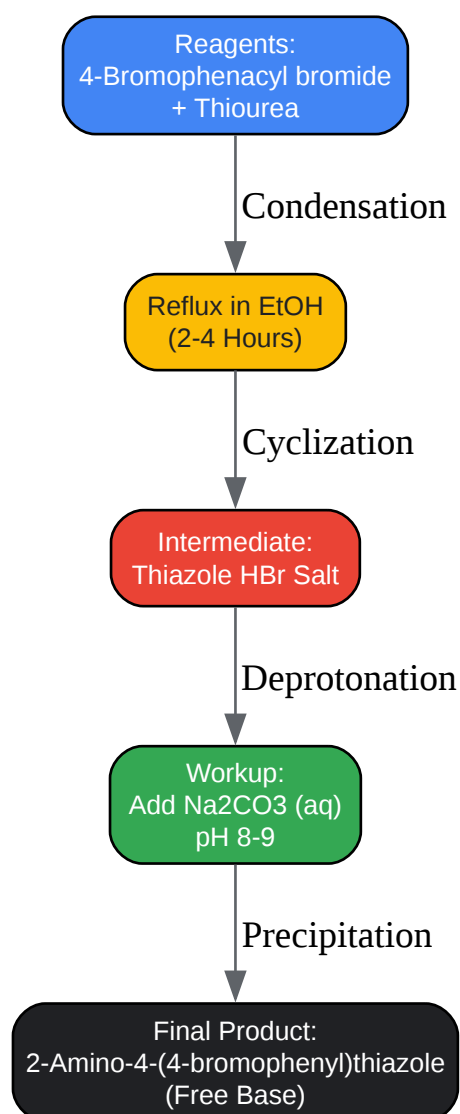 Reagents:
4-Bromophenacyl bromide
+ Thiourea
Condensation
Reflux in EtOH
(2-4 Hours)
Cyclization
Intermediate:
Thiazole HBr Salt
Deprotonation
Workup:
Add Na2CO3 (aq)
pH 8-9
Precipitation
Final Product:
2-Amino-4-(4-bromophenyl)thiazole
(Free Base)